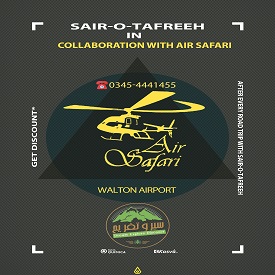 SAIR-O-TAFREEH
IN
COLLABORATION WITH AIR SAFARI
☎0345-4441455
GET DISCOUNT*
AFTER EVERY ROAD TRIP WITH SAIR-O-TAFREEH
Air
Safari
WALTON AIRPORT
سیر و تفریح